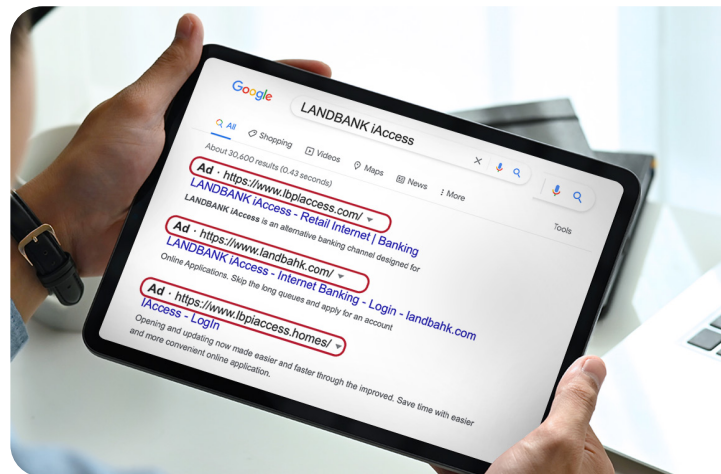 Google
LANDBANK iAccess
All Shopping Videos Maps News More
Tools
About 30,600 results (0.43 seconds)
Ad · https://www.lbpiaccess.com/
LANDBANK iAccess - Retail Internet | Banking
LANDBANK iAccess is an alternative banking channel designed for
Ad · https://www.landbahk.com/
LANDBANK iAccess - Internet Banking - Login - landbahk.com
Online Applications. Skip the long queues and apply for an account
Ad · https://www.lbpiaccess.homes/
IAccess - LogIn
Opening and updating now made easier and faster through the improved. Save time with easier
and more convenient online application.